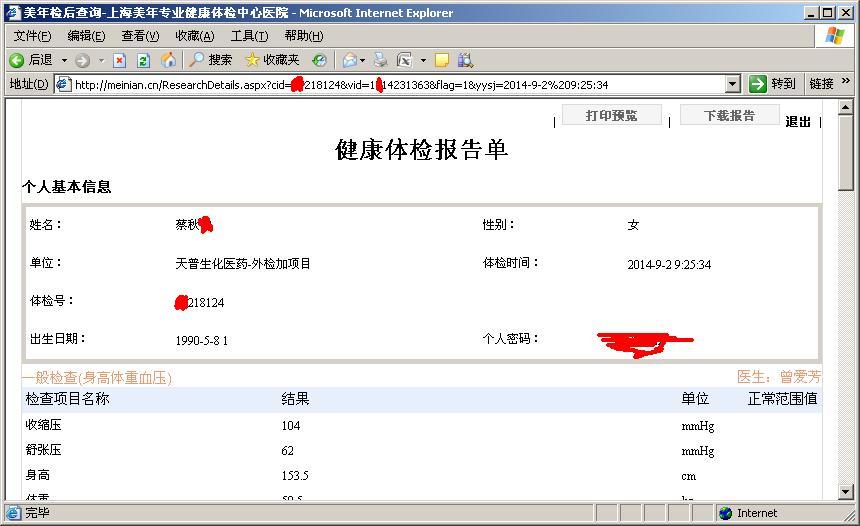 美年检后查询-上海美年专业健康体检中心医院 - Microsoft Internet Explorer
文件(F) 编辑(E) 查看(V) 收藏(A) 工具(T) 帮助(H)
后退 搜索 收藏夹
地址(D) http://meinian.cn/ResearchDetails.aspx?cid= 218124&vid=1 14231363&flag=1&yysj=2014-9-2%209:25:34 转到 链接 »
| 打印预览 | 下载报告 退出 |
健康体检报告单
个人基本信息
姓名： 蔡秋 性别： 女
单位： 天普生化医药-外检加项目 体检时间： 2014-9-2 9:25:34
体检号： 218124
出生日期： 1990-5-8 1 个人密码：
一般检查(身高体重血压) 医生：曾爱芳
检查项目名称 结果 单位 正常范围值
收缩压 104 mmHg
舒张压 62 mmHg
身高 153.5 cm
体重
完毕 Internet